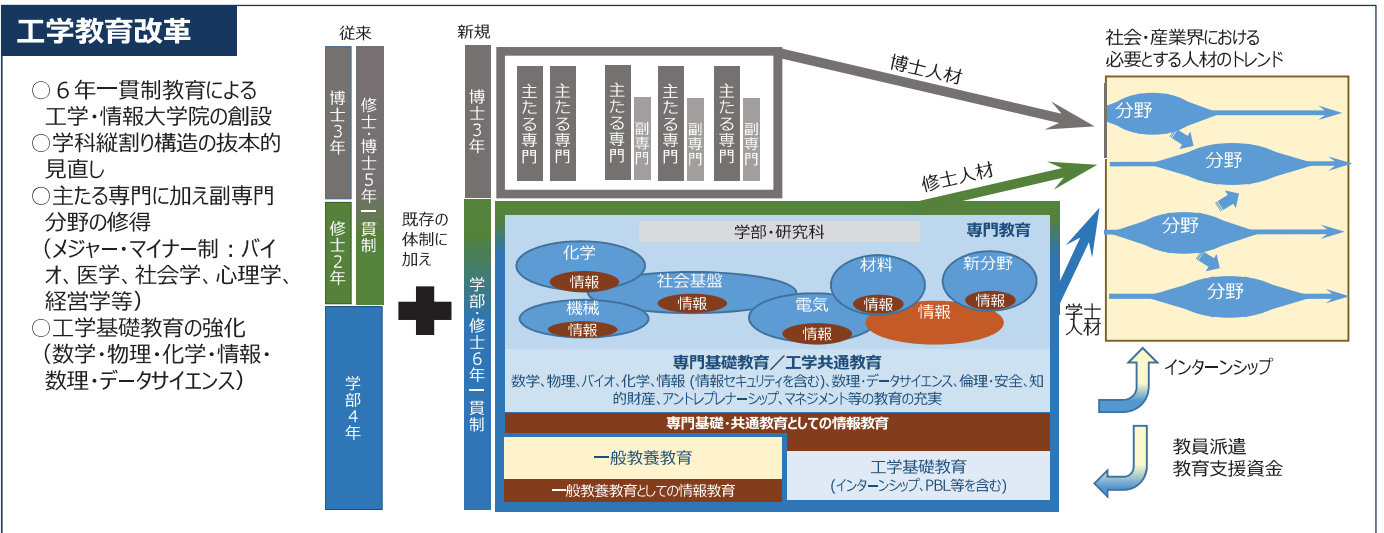 工学教育改革
○６年一貫制教育による
工学・情報大学院の創設
○学科縦割り構造の抜本的
見直し
○主たる専門に加え副専門
分野の修得
(メジャー・マイナー制：バイ
オ、医学、社会学、心理学、
経営学等)
○工学基礎教育の強化
(数学・物理・化学・情報・
数理・データサイエンス)
従来
博士３年
修士２年
修士・博士５年一貫制
学部４年
既存の
体制に
加え
新規
博士３年
学部・修士６年一貫制
主たる専門
主たる専門
主たる専門
副専門
主たる専門
副専門
主たる専門
副専門
博士人材
修士人材
学士
人材
学部・研究科
専門教育
化学
情報
機械
情報
社会基盤
情報
電気
情報
材料
情報
情報
新分野
情報
専門基礎教育／工学共通教育
数学、物理、バイオ、化学、情報 (情報セキュリティを含む)、数理・データサイエンス、倫理・安全、知
的財産、アントレプレナーシップ、マネジメント等の教育の充実
専門基礎・共通教育としての情報教育
一般教養教育
一般教養教育としての情報教育
工学基礎教育
(インターンシップ、PBL等を含む)
社会・産業界における
必要とする人材のトレンド
分野
分野
分野
分野
インターンシップ
教員派遣
教育支援資金